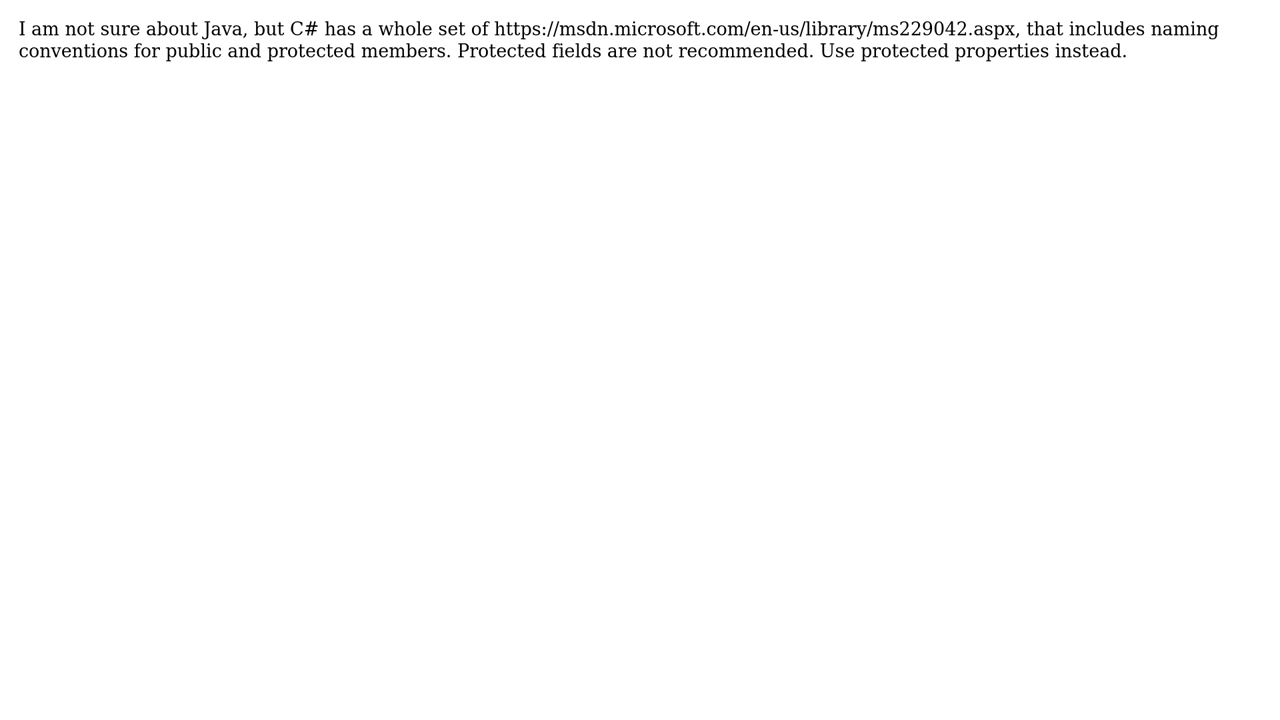 I am not sure about Java, but C# has a whole set of https://msdn.microsoft.com/en-us/library/ms229042.aspx, that includes naming
conventions for public and protected members. Protected fields are not recommended. Use protected properties instead.